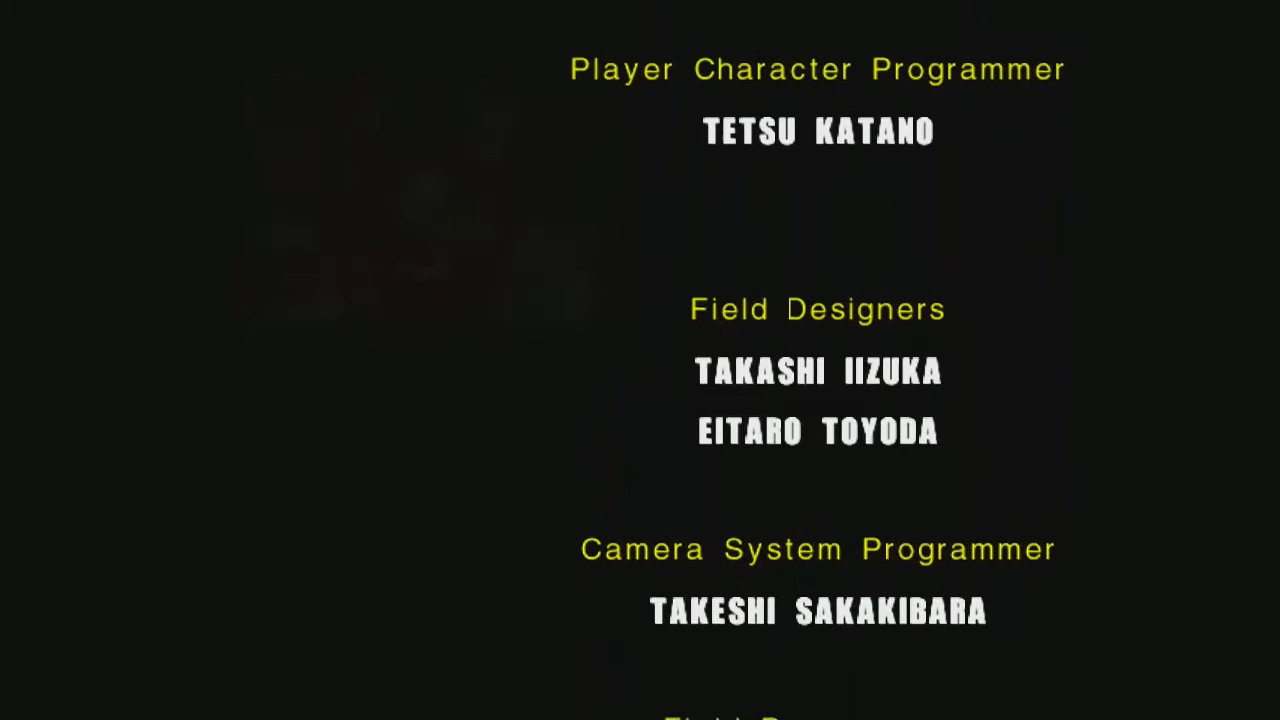 Player Character Programmer
TETSU KATANO
Field Designers
TAKASHI IIZUKA
EITARO TOYODA
Camera System Programmer
TAKESHI SAKAKIBARA